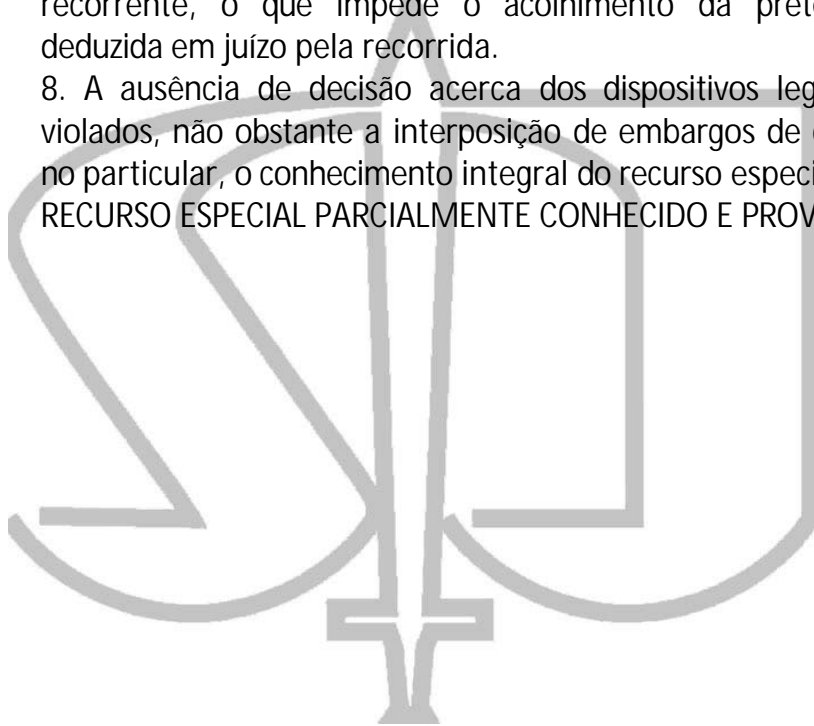 recorrente, o que impede o acolhimento da
deduzida em juízo pela recorrida.
8. A ausência de decisão acerca dos dispositivos
violados, não obstante a interposição de embargos de
no particular, o conhecimento integral do recurso
RECURSO ESPECIAL PARCIALMENTE CONHECIDO E